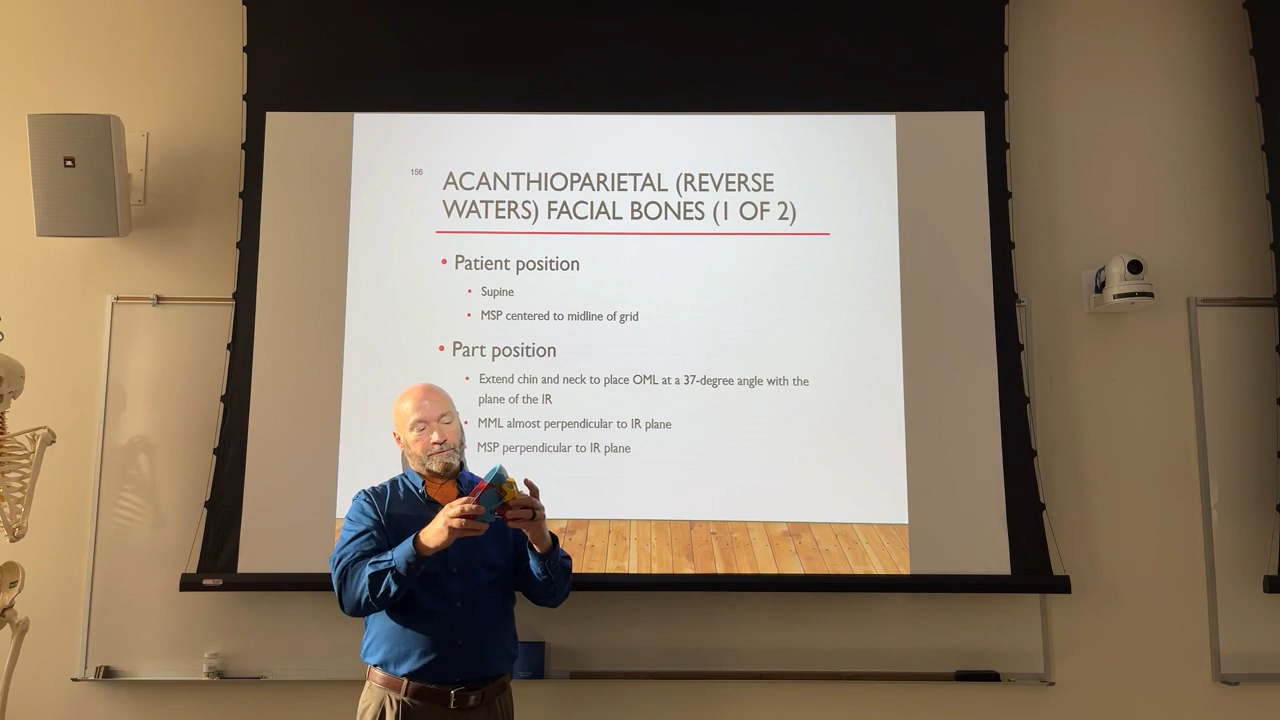 156
ACANTHIOPARIETAL (REVERSE
WATERS) FACIAL BONES (1 OF 2)
• Patient position
• Supine
• MSP centered to midline of grid
• Part position
• Extend chin and neck to place OML at a 37-degree angle with the
plane of the IR
• MML almost perpendicular to IR plane
MSP perpendicular to IR plane
JBL